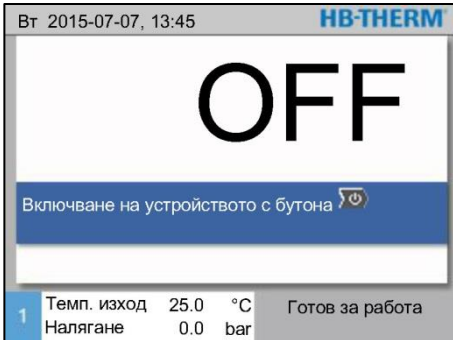 Вт 2015-07-07, 13:45 HB-THERM
OFF
Включване на устройството с бутона
1 Темп. изход 25.0 °C Готов за работа
Налягане 0.0 bar